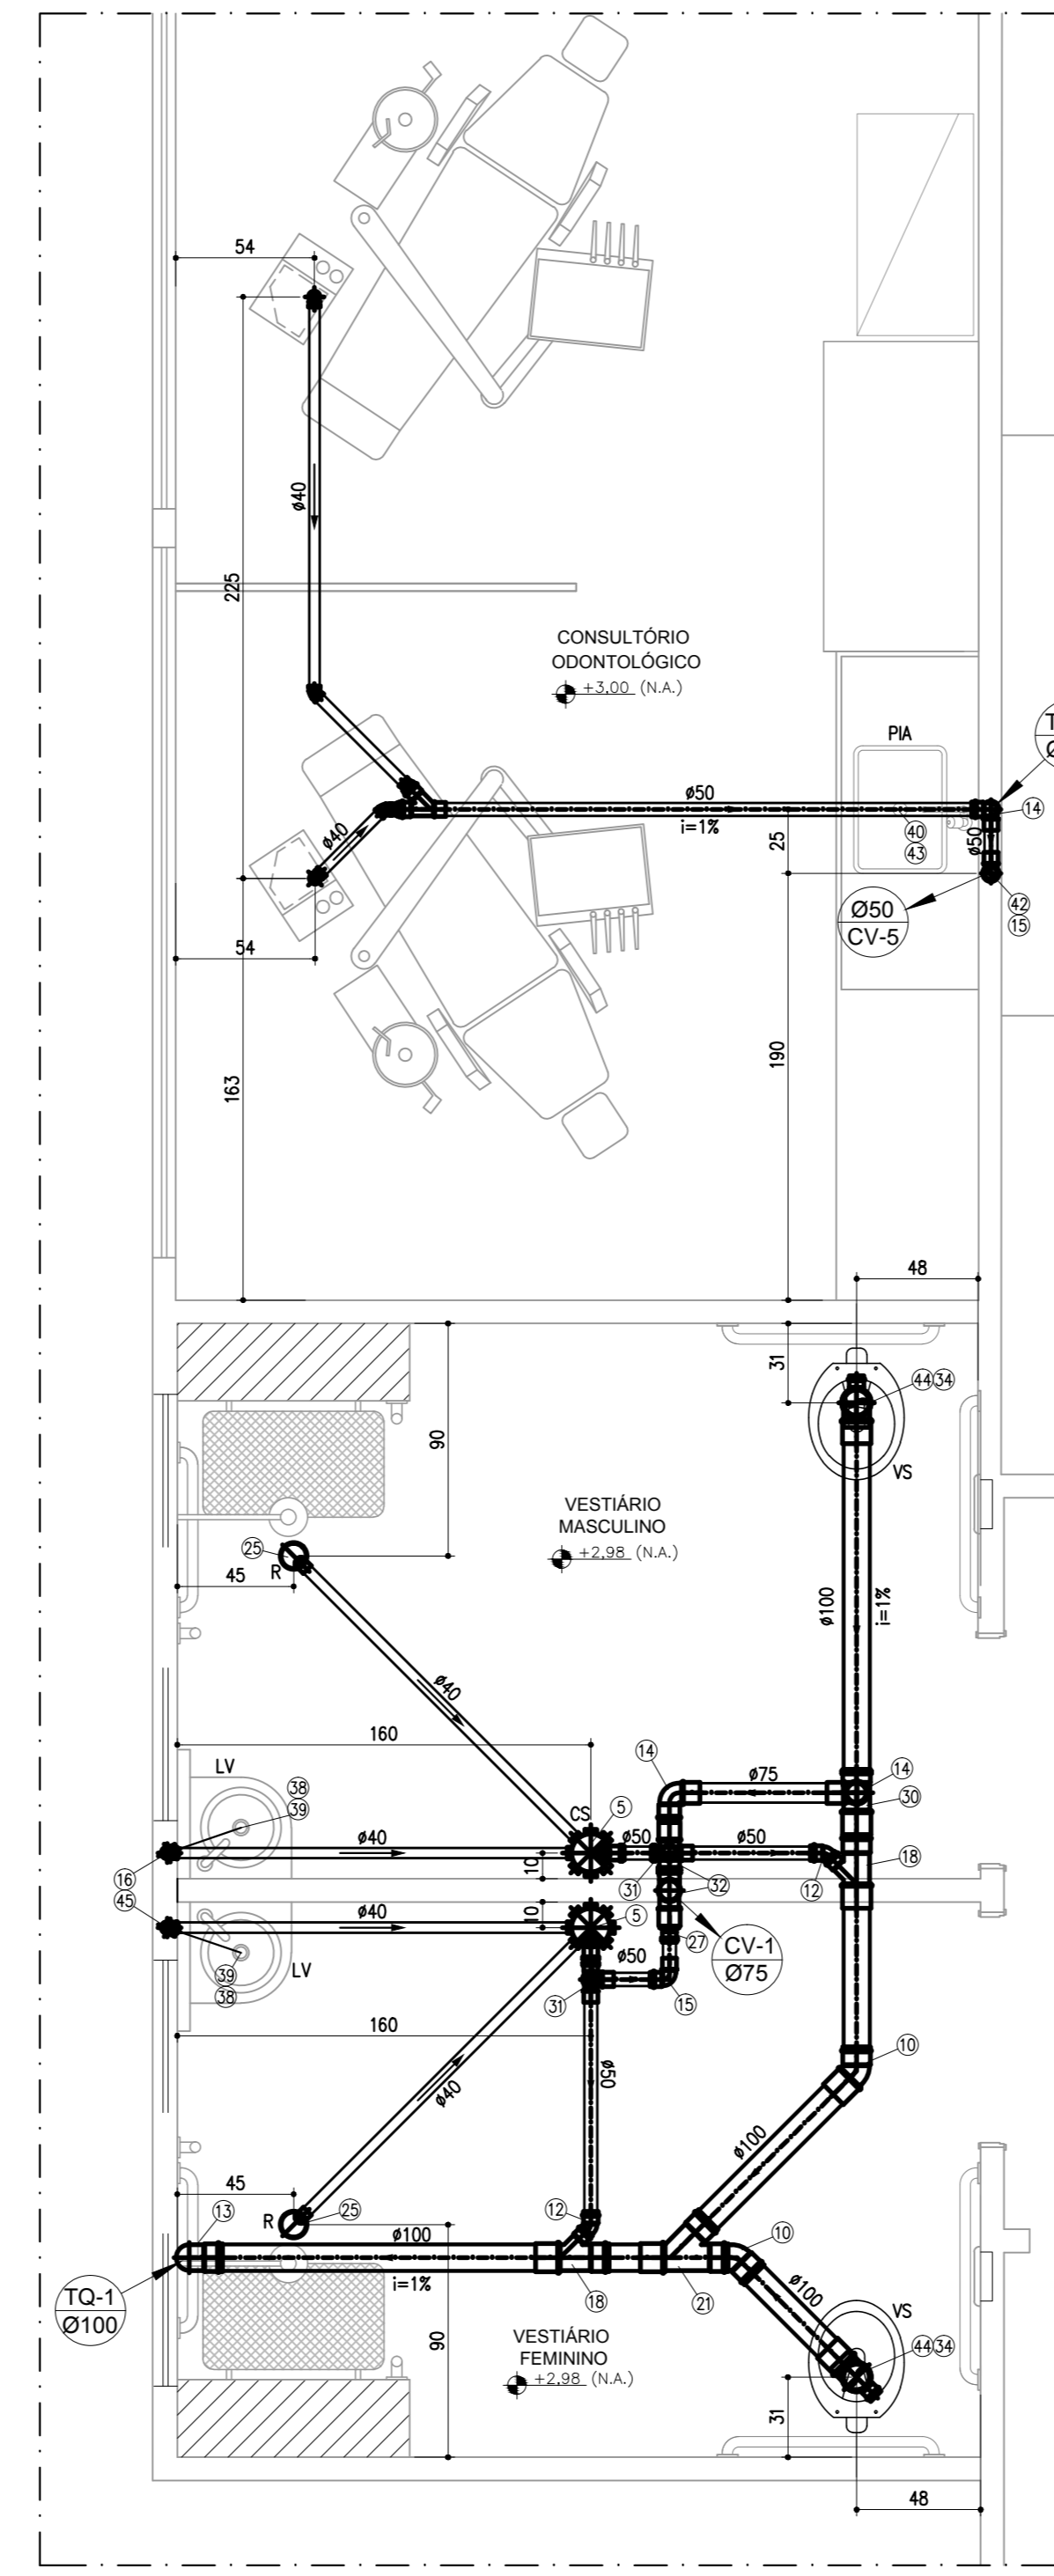 54
ø40
225
CONSULTÓRIO
ODONTOLÓGICO
+3,00 (N.A.)
PIA
T
Ø
ø50
i=1%
14
40
43
25
ø50
ø40
42
15
Ø50
CV-5
54
163
190
48
31
44 34
VS
90
VESTIÁRIO
MASCULINO
+2,98 (N.A.)
25
R
45
ø100
i=1%
ø40
160
14
ø75
14
LV
38
39
CS
5
30
ø40
ø50
ø50
18
16
10
31
32
12
45
ø40
10
5
27
CV-1
Ø75
39
38
LV
ø50
31
15
160
10
ø50
ø40
ø100
45
13
R
25
12
10
ø100
TQ-1
Ø100
i=1%
18
21
ø100
90
VESTIÁRIO
FEMININO
+2,98 (N.A.)
VS
44 34
31
48